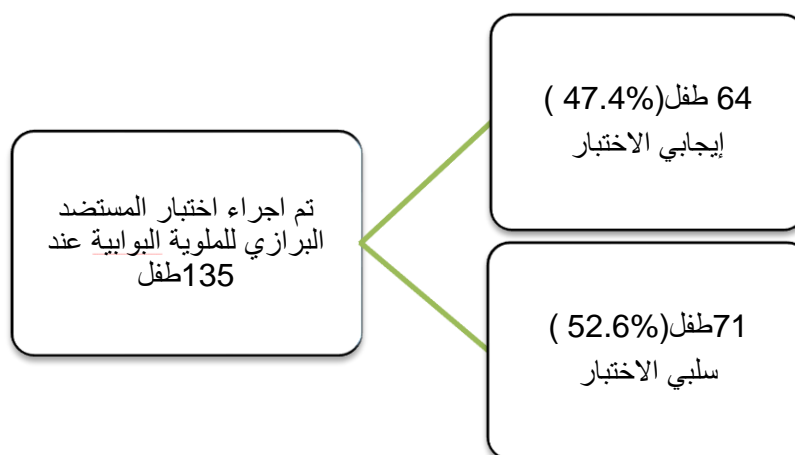 تم اجراء اختبار المستضد
البرازي للملوية البوابية عند
135طفل
64 طفل(47.4% )
إيجابي الاختبار
71طفل(52.6% )
سلبي الاختبار